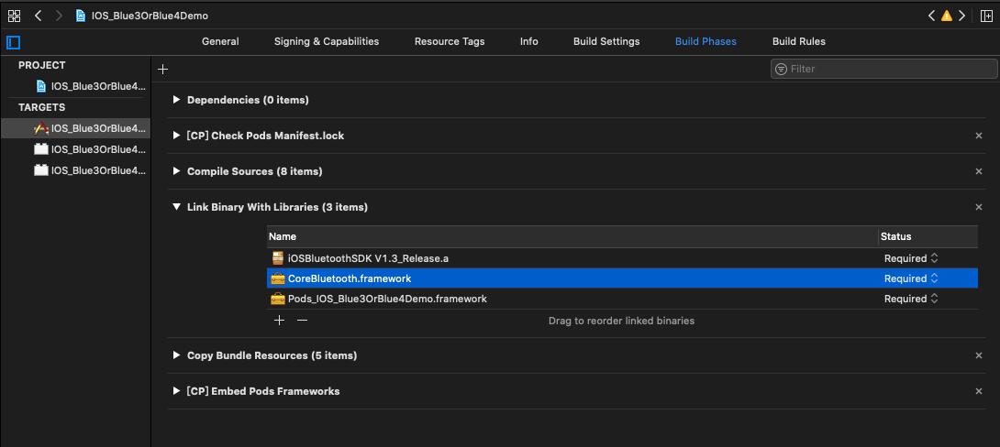 IOS_Blue3OrBlue4Demo
General Signing & Capabilities Resource Tags Info Build Settings Build Phases Build Rules
PROJECT
IOS_Blue3OrBlue4...
TARGETS
IOS_Blue3OrBlue4...
IOS_Blue3OrBlue4...
IOS_Blue3OrBlue4...
Filter
Dependencies (0 items)
[CP] Check Pods Manifest.lock
Compile Sources (8 items)
Link Binary With Libraries (3 items)
Name Status
iOSBluetoothSDK V1.3_Release.a Required
CoreBluetooth.framework Required
Pods_IOS_Blue3OrBlue4Demo.framework Required
Drag to reorder linked binaries
Copy Bundle Resources (5 items)
[CP] Embed Pods Frameworks